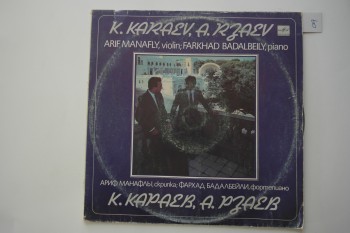 K. KARAEV, A. RZAEV
ARIF MANAFLY, violin; FARKHAD BADALBEILY, piano
АРИФ МАНАФЛЫ, скрипка; ФАРХАД БАДАЛБЕЙЛИ, фортепиано
К. КАРАЕВ, А. РЗАЕВ